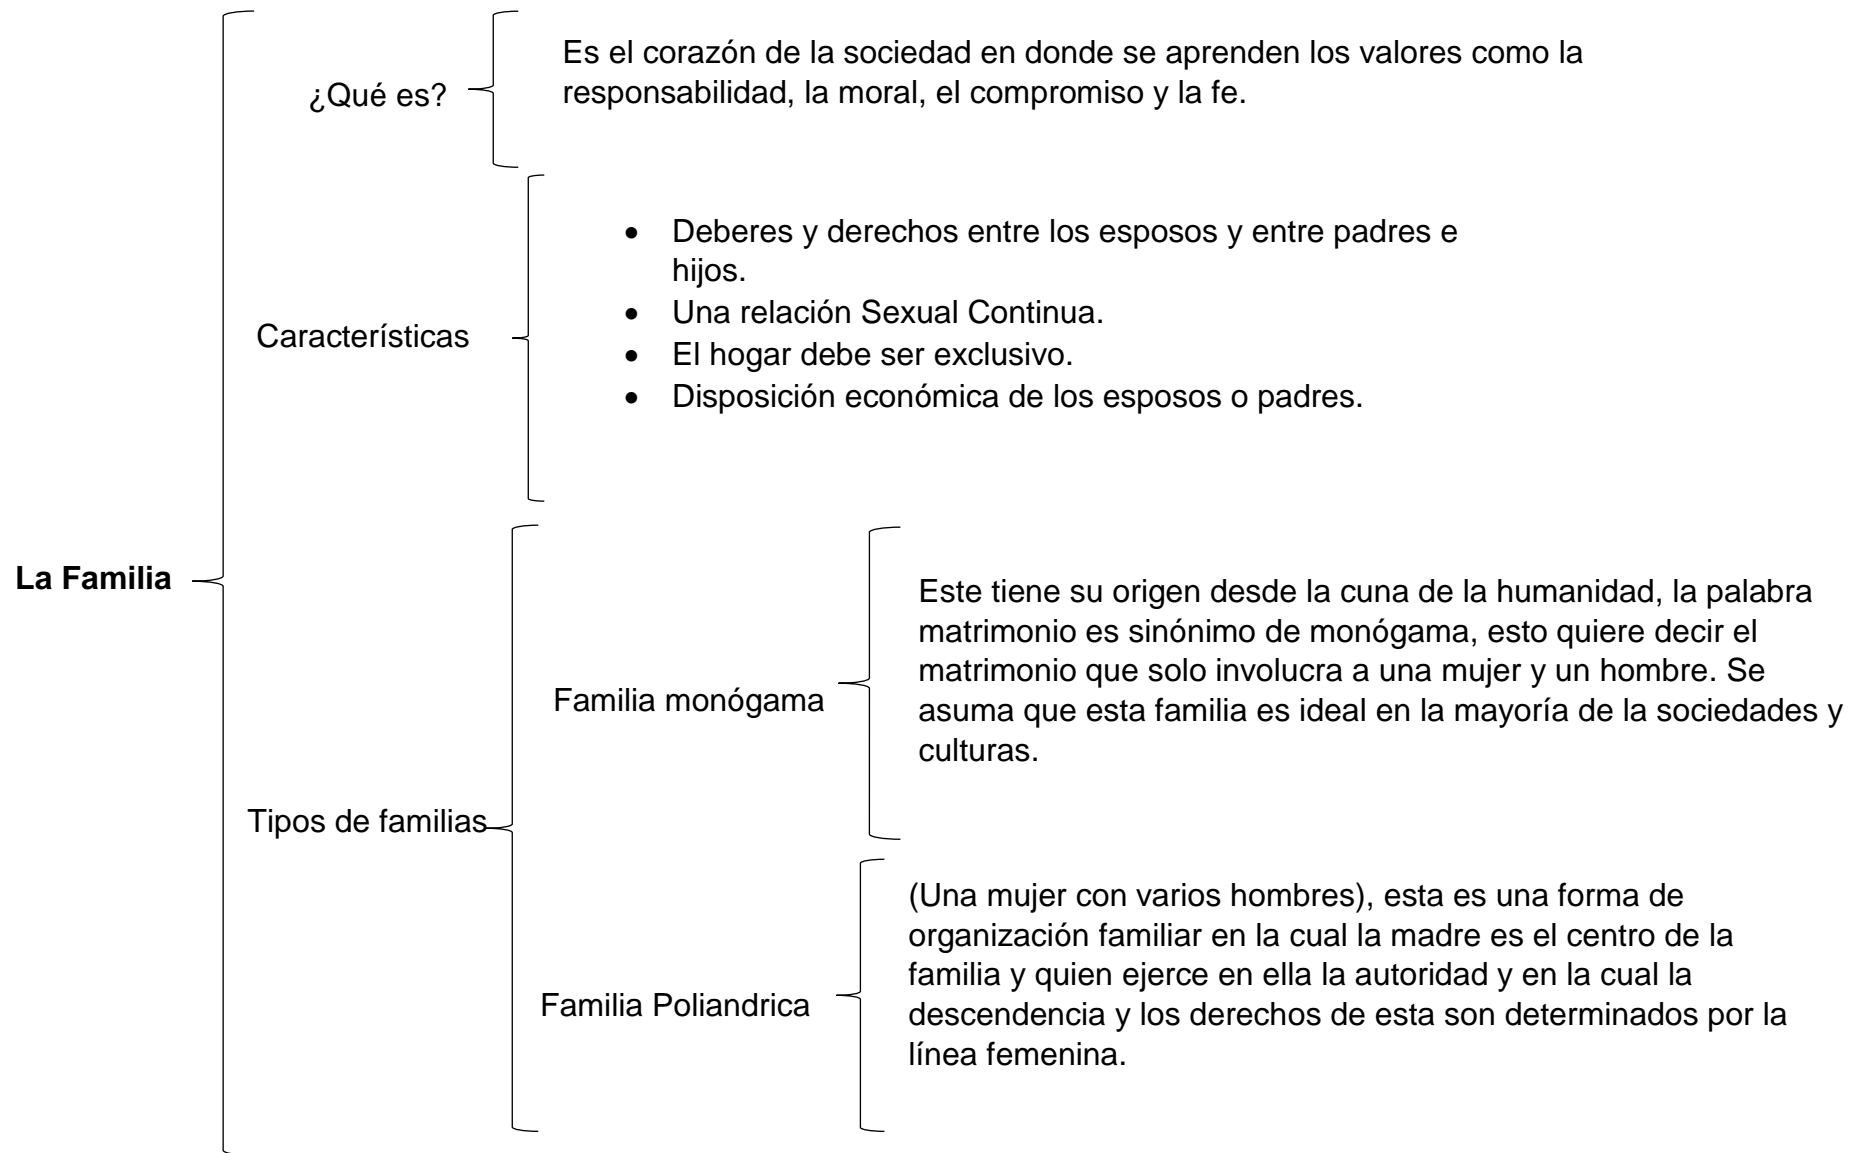 ¿Qué es?
Es el corazón de la sociedad en donde se aprenden los valores como la
responsabilidad, la moral, el compromiso y la fe.
Características
• Deberes y derechos entre los esposos y entre padres e
hijos.
• Una relación Sexual Continua.
• El hogar debe ser exclusivo.
• Disposición económica de los esposos o padres.
La Familia
Tipos de familias
Familia monógama
Este tiene su origen desde la cuna de la humanidad, la palabra
matrimonio es sinónimo de monógama, esto quiere decir el
matrimonio que solo involucra a una mujer y un hombre. Se
asuma que esta familia es ideal en la mayoría de la sociedades y
culturas.
Familia Poliandrica
(Una mujer con varios hombres), esta es una forma de
organización familiar en la cual la madre es el centro de la
familia y quien ejerce en ella la autoridad y en la cual la
descendencia y los derechos de esta son determinados por la
línea femenina.